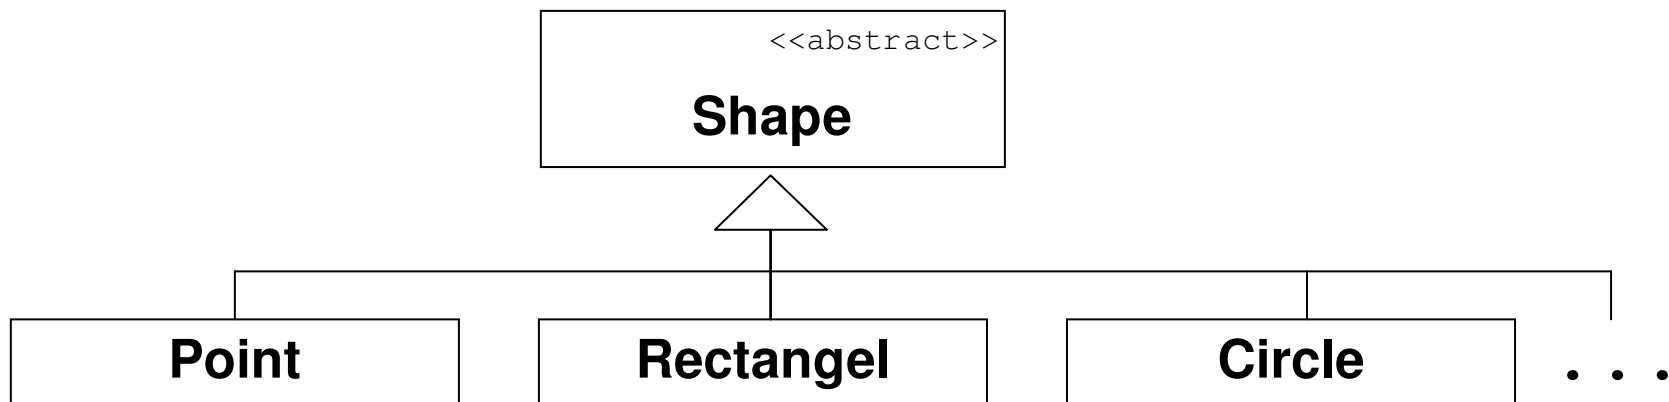 <<abstract>>
Shape
Point Rectangel Circle . . .